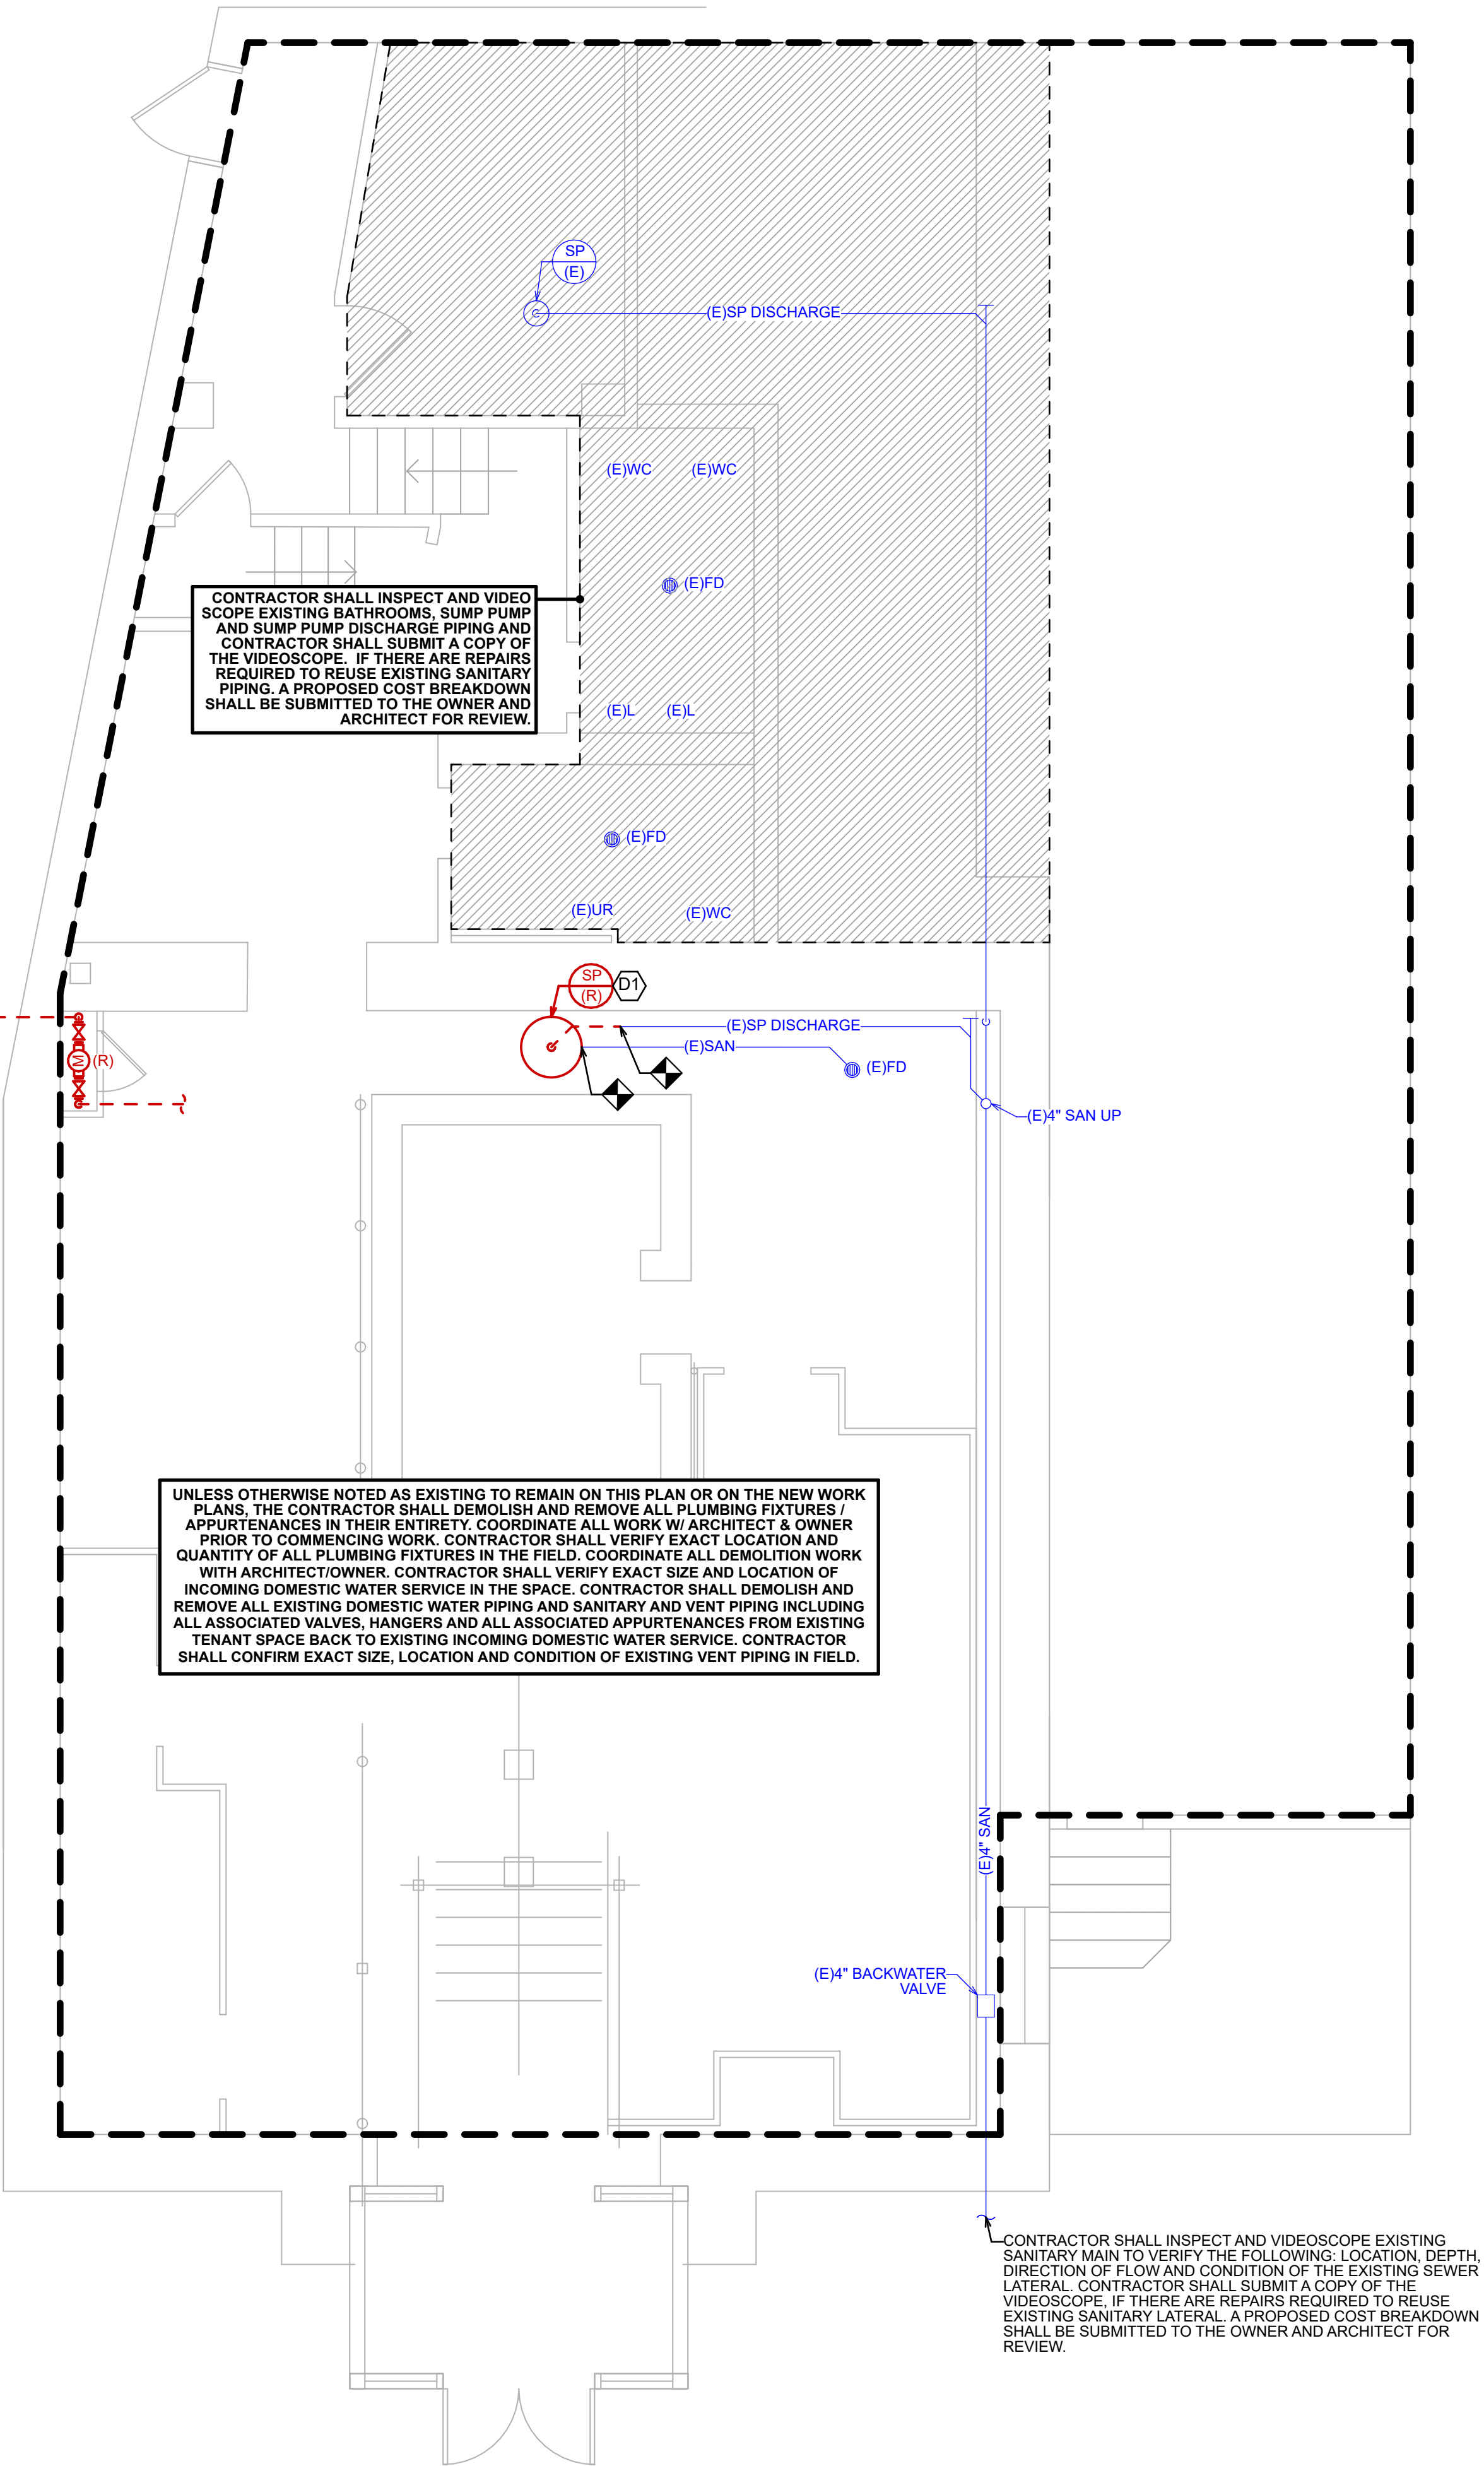 SP
(E)
(E)SP DISCHARGE
(E)WC
(E)WC
(E)FD
CONTRACTOR SHALL INSPECT AND VIDEO
SCOPE EXISTING BATHROOMS, SUMP PUMP
AND SUMP PUMP DISCHARGE PIPING AND
CONTRACTOR SHALL SUBMIT A COPY OF
THE VIDEOSCOPE. IF THERE ARE REPAIRS
REQUIRED TO REUSE EXISTING SANITARY
PIPING. A PROPOSED COST BREAKDOWN
SHALL BE SUBMITTED TO THE OWNER AND
ARCHITECT FOR REVIEW.
(E)L
(E)L
(E)FD
(E)UR
(E)WC
SP
(R)
D1
(E)SP DISCHARGE
(E)SAN
(E)FD
M
(R)
(E)4" SAN UP
UNLESS OTHERWISE NOTED AS EXISTING TO REMAIN ON THIS PLAN OR ON THE NEW WORK
PLANS, THE CONTRACTOR SHALL DEMOLISH AND REMOVE ALL PLUMBING FIXTURES /
APPURTENANCES IN THEIR ENTIRETY. COORDINATE ALL WORK W/ ARCHITECT & OWNER
PRIOR TO COMMENCING WORK. CONTRACTOR SHALL VERIFY EXACT LOCATION AND
QUANTITY OF ALL PLUMBING FIXTURES IN THE FIELD. COORDINATE ALL DEMOLITION WORK
WITH ARCHITECT/OWNER. CONTRACTOR SHALL VERIFY EXACT SIZE AND LOCATION OF
INCOMING DOMESTIC WATER SERVICE IN THE SPACE. CONTRACTOR SHALL DEMOLISH AND
REMOVE ALL EXISTING DOMESTIC WATER PIPING AND SANITARY AND VENT PIPING INCLUDING
ALL ASSOCIATED VALVES, HANGERS AND ALL ASSOCIATED APPURTENANCES FROM EXISTING
TENANT SPACE BACK TO EXISTING INCOMING DOMESTIC WATER SERVICE. CONTRACTOR
SHALL CONFIRM EXACT SIZE, LOCATION AND CONDITION OF EXISTING VENT PIPING IN FIELD.
(E)4" SAN
(E)4" BACKWATER
VALVE
CONTRACTOR SHALL INSPECT AND VIDEOSCOPE EXISTING
SANITARY MAIN TO VERIFY THE FOLLOWING: LOCATION, DEPTH,
DIRECTION OF FLOW AND CONDITION OF THE EXISTING SEWER
LATERAL. CONTRACTOR SHALL SUBMIT A COPY OF THE
VIDEOSCOPE, IF THERE ARE REPAIRS REQUIRED TO REUSE
EXISTING SANITARY LATERAL. A PROPOSED COST BREAKDOWN
SHALL BE SUBMITTED TO THE OWNER AND ARCHITECT FOR
REVIEW.